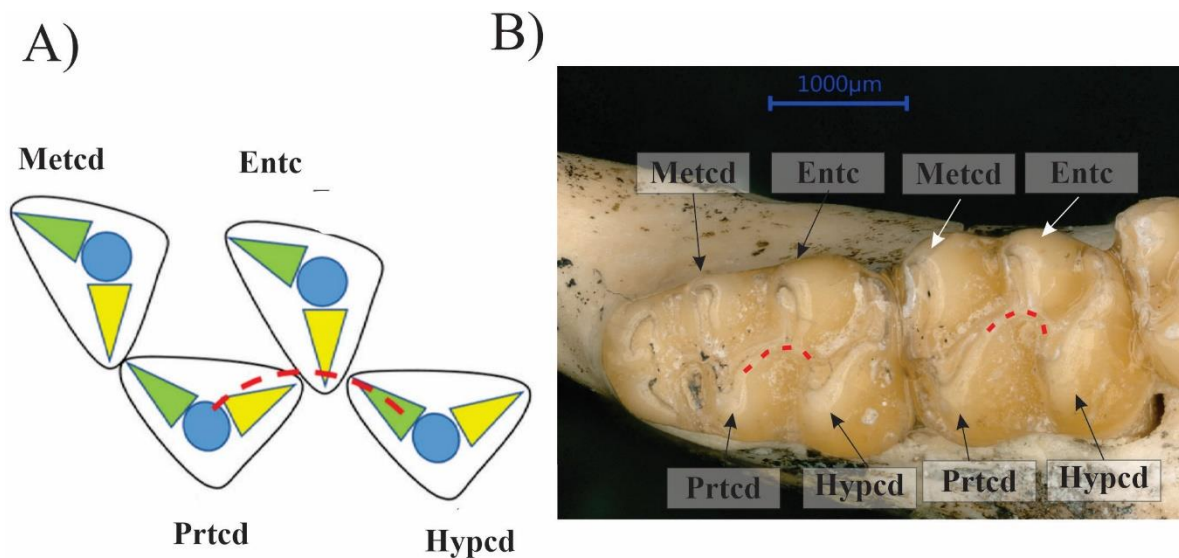 A)
B)
1000µm
Metcd Entc
Metcd Entc Metcd Entc
Prtcd Hypcd
Prtcd Hypcd Prtcd Hypcd